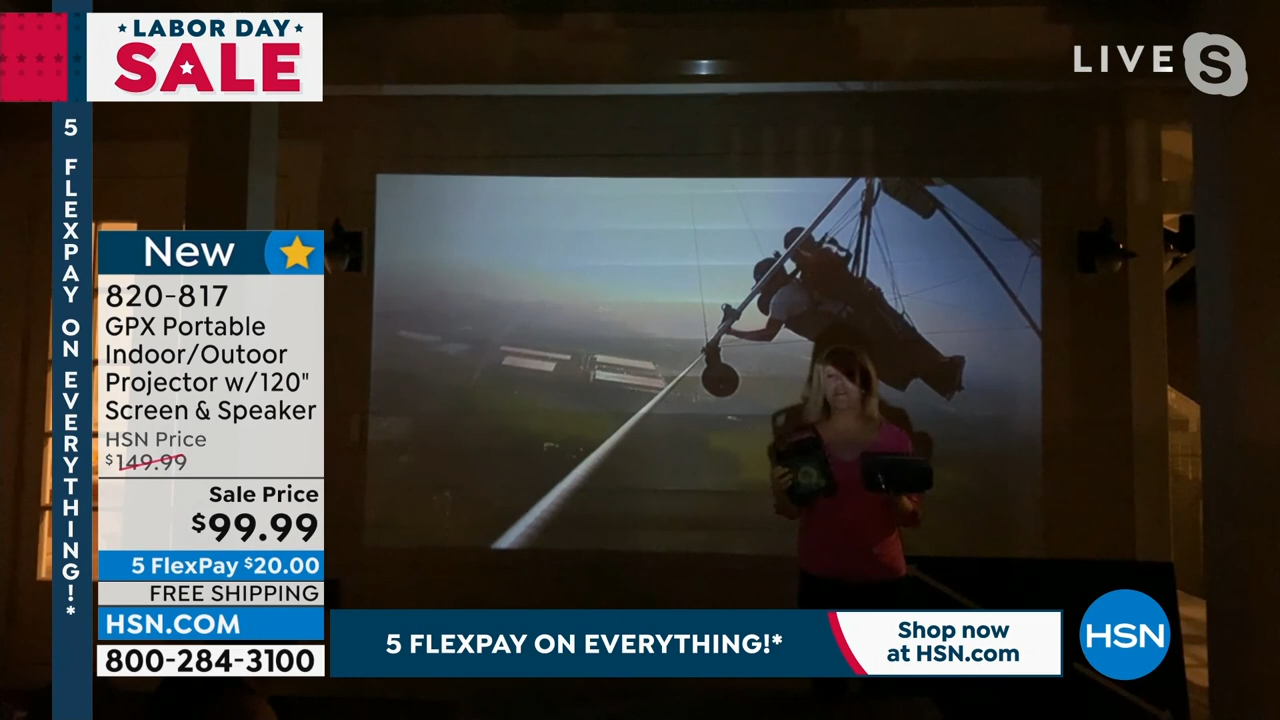 LABOR DAY
SALE
LIVE S
5 FLEXPAY ON EVERYTHING!*
New
820-817
GPX Portable
Indoor/Outoor
Projector w/120"
Screen & Speaker
HSN Price
$149.99
Sale Price
$99.99
5 FlexPay $20.00
FREE SHIPPING
HSN.COM
800-284-3100
5 FLEXPAY ON EVERYTHING!*
Shop now
at HSN.com
HSN